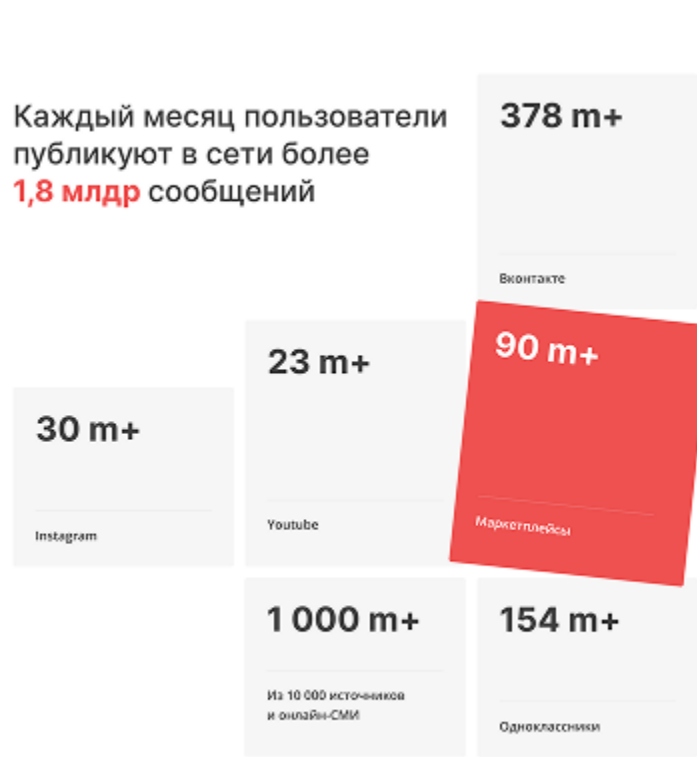 Каждый месяц пользователи
публикуют в сети более
1,8 млдр сообщений
378 m+
Вконтакте
90 m+
Маркетплейсы
23 m+
Youtube
30 m+
Instagram
1 000 m+
Из 10 000 источников
и онлайн-СМИ
154 m+
Одноклассники